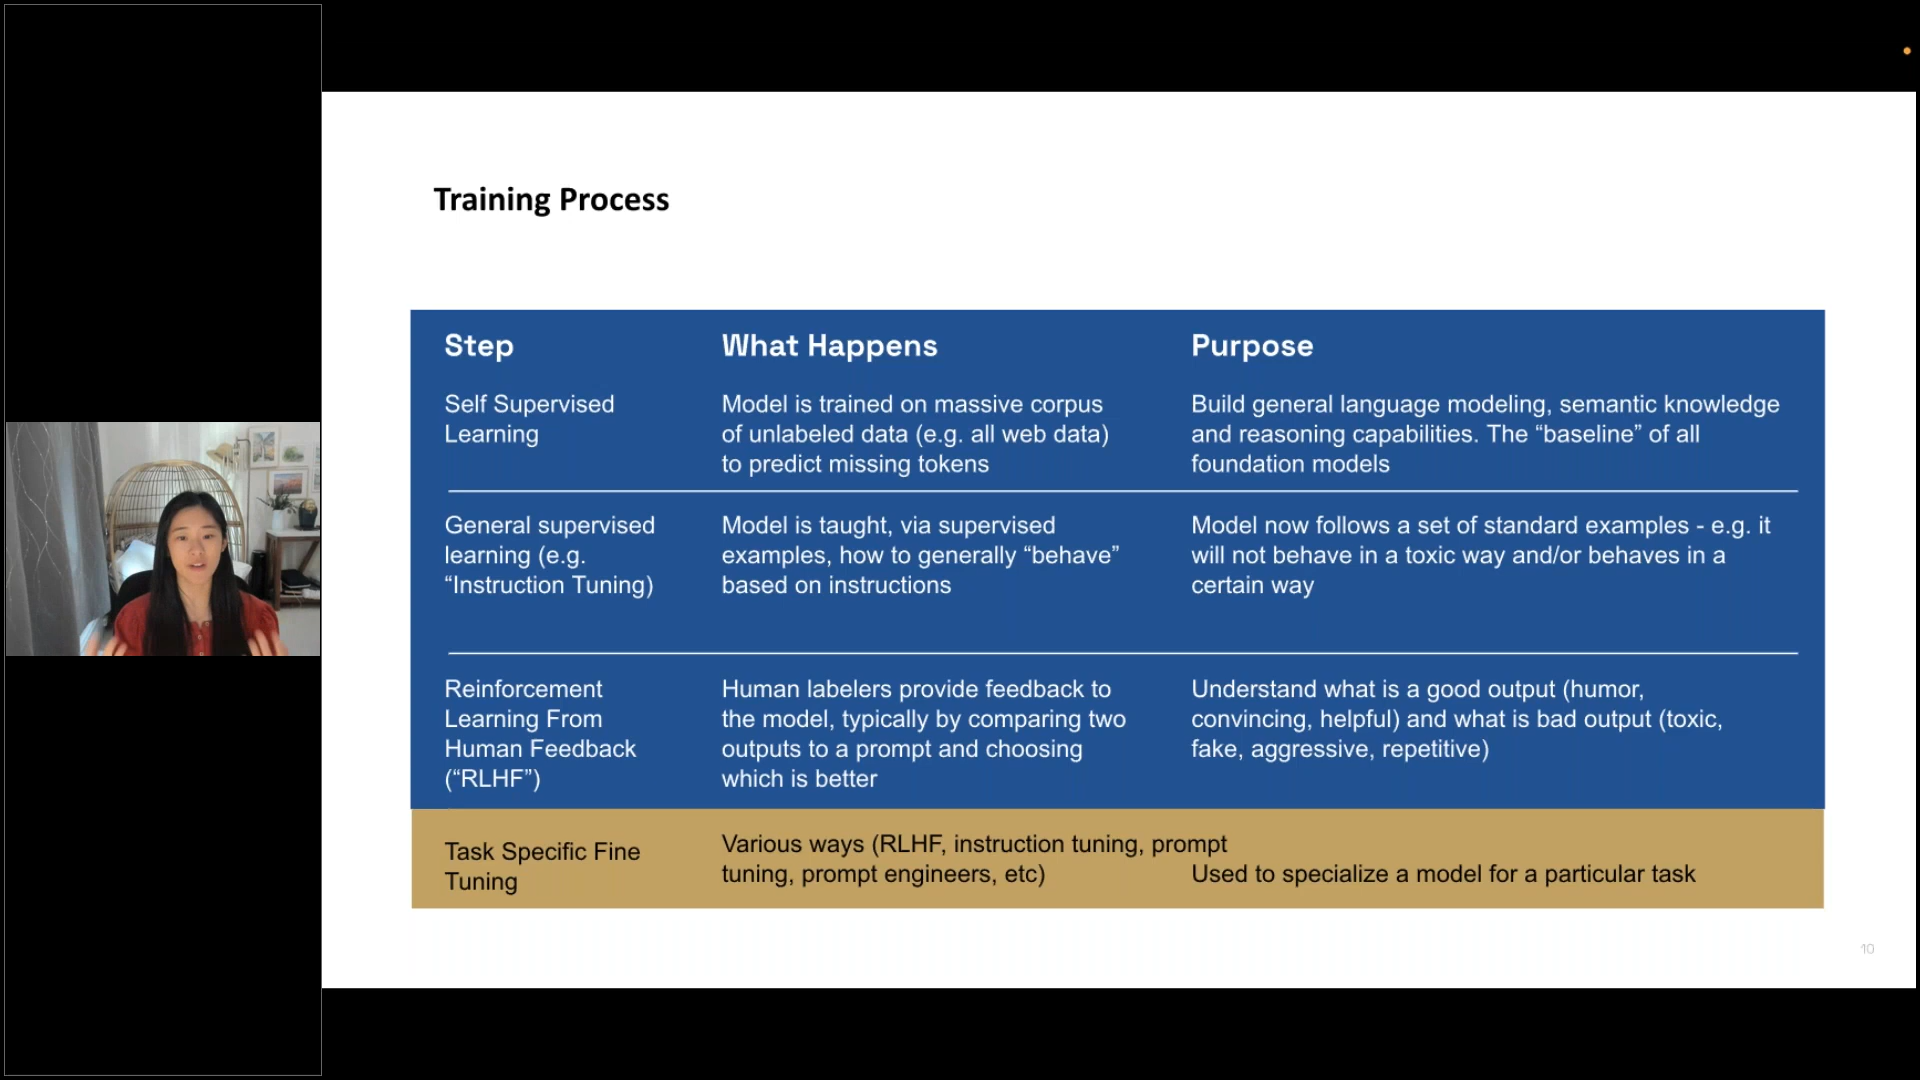 Training Process
Step
What Happens
Purpose
Self Supervised
Learning
Model is trained on massive corpus
of unlabeled data (e.g. all web data)
to predict missing tokens
Build general language modeling, semantic knowledge
and reasoning capabilities. The “baseline” of all
foundation models
General supervised
learning (e.g.
“Instruction Tuning)
Model is taught, via supervised
examples, how to generally “behave”
based on instructions
Model now follows a set of standard examples - e.g. it
will not behave in a toxic way and/or behaves in a
certain way
Reinforcement
Learning From
Human Feedback
(“RLHF”)
Human labelers provide feedback to
the model, typically by comparing two
outputs to a prompt and choosing
which is better
Understand what is a good output (humor,
convincing, helpful) and what is bad output (toxic,
fake, aggressive, repetitive)
Task Specific Fine
Tuning
Various ways (RLHF, instruction tuning, prompt
tuning, prompt engineers, etc)
Used to specialize a model for a particular task
10